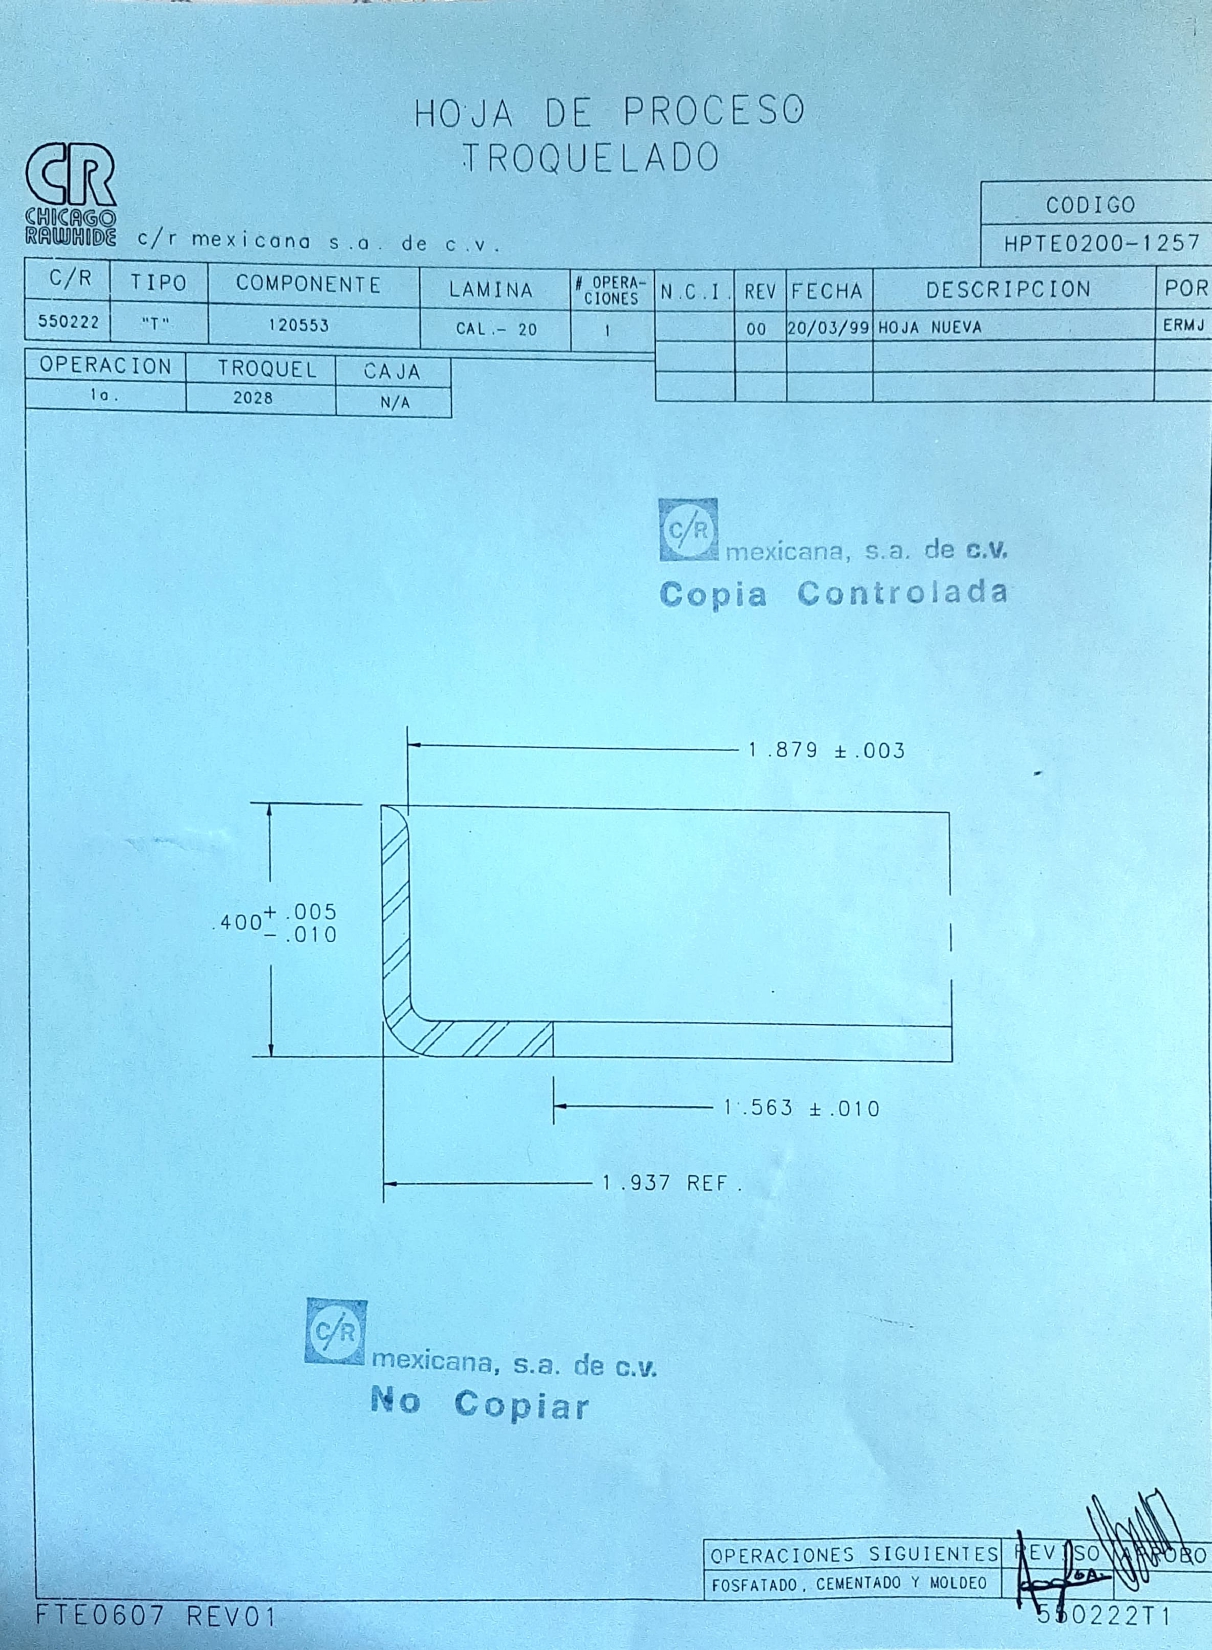 HOJA DE PROCESO
TROQUELADO
CR
CHICAGO
RAWHIDE
c/r mexicana s.a. de c.v.
CODIGO
HPTE0200-1257
C/R TIPO COMPONENTE LAMINA # OPERA-CIONES N.C.I. REV FECHA DESCRIPCION POR
550222 "T" 120553 CAL.- 20 1 00 20/03/99 HOJA NUEVA ERMJ
OPERACION TROQUEL CAJA
1a. 2028 N/A
C/R mexicana, s.a. de c.v.
Copia Controlada
1.879 ±.003
.400 + .005
- .010
1.563 ±.010
1.937 REF.
C/R mexicana, s.a. de c.v.
No Copiar
OPERACIONES SIGUIENTES REVISO APROBO
FOSFATADO, CEMENTADO Y MOLDEO
FTE0607 REV01
550222T1